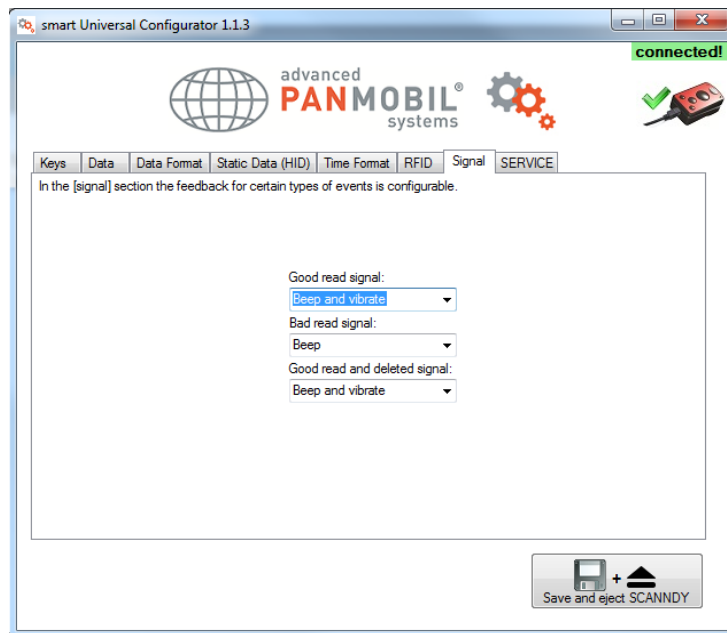 smart Universal Configurator 1.1.3
connected!
advanced
PANMOBIL®
systems
Keys Data Data Format Static Data (HID) Time Format RFID Signal SERVICE
In the [signal] section the feedback for certain types of events is configurable.
Good read signal:
Beep and vibrate
Bad read signal:
Beep
Good read and deleted signal:
Beep and vibrate
+
Save and eject SCANNDY